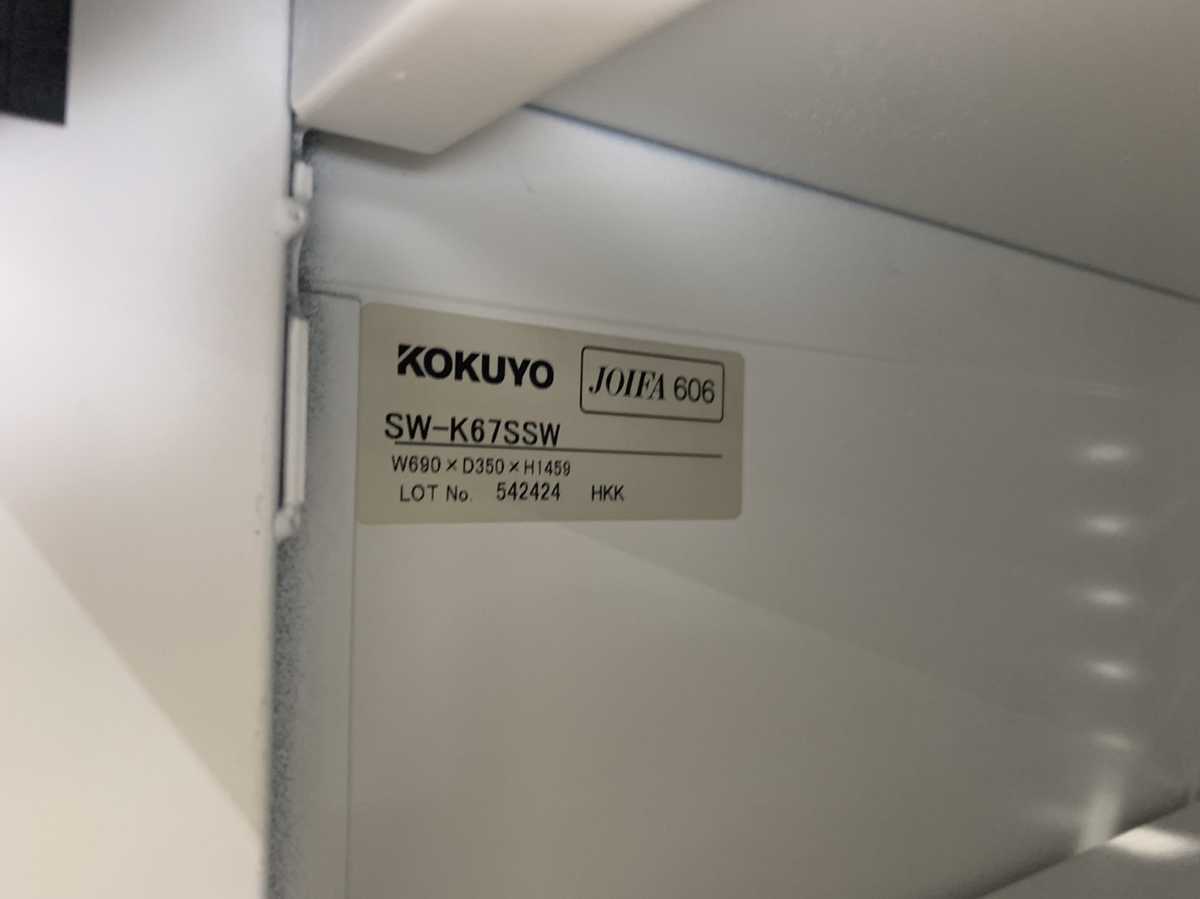 KOKUYO JOIFA 606
SW-K67SSW
W690×D350×H1459
LOT No. 542424 HKK